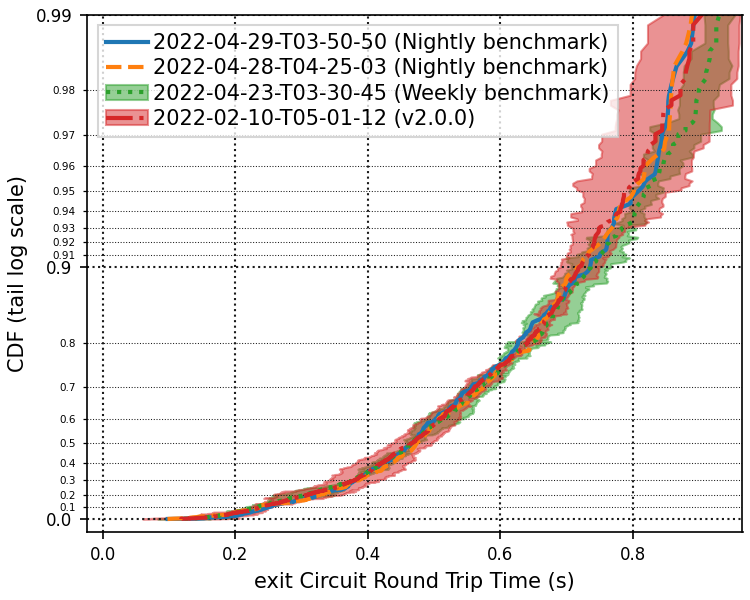 2022-04-29-T03-50-50 (Nightly benchmark)
2022-04-28-T04-25-03 (Nightly benchmark)
2022-04-23-T03-30-45 (Weekly benchmark)
2022-02-10-T05-01-12 (v2.0.0)
CDF (tail log scale)
0.99
0.98
0.97
0.96
0.95
0.94
0.93
0.92
0.91
0.9
0.8
0.7
0.6
0.5
0.4
0.3
0.2
0.1
0.0
0.0 0.2 0.4 0.6 0.8
exit Circuit Round Trip Time (s)